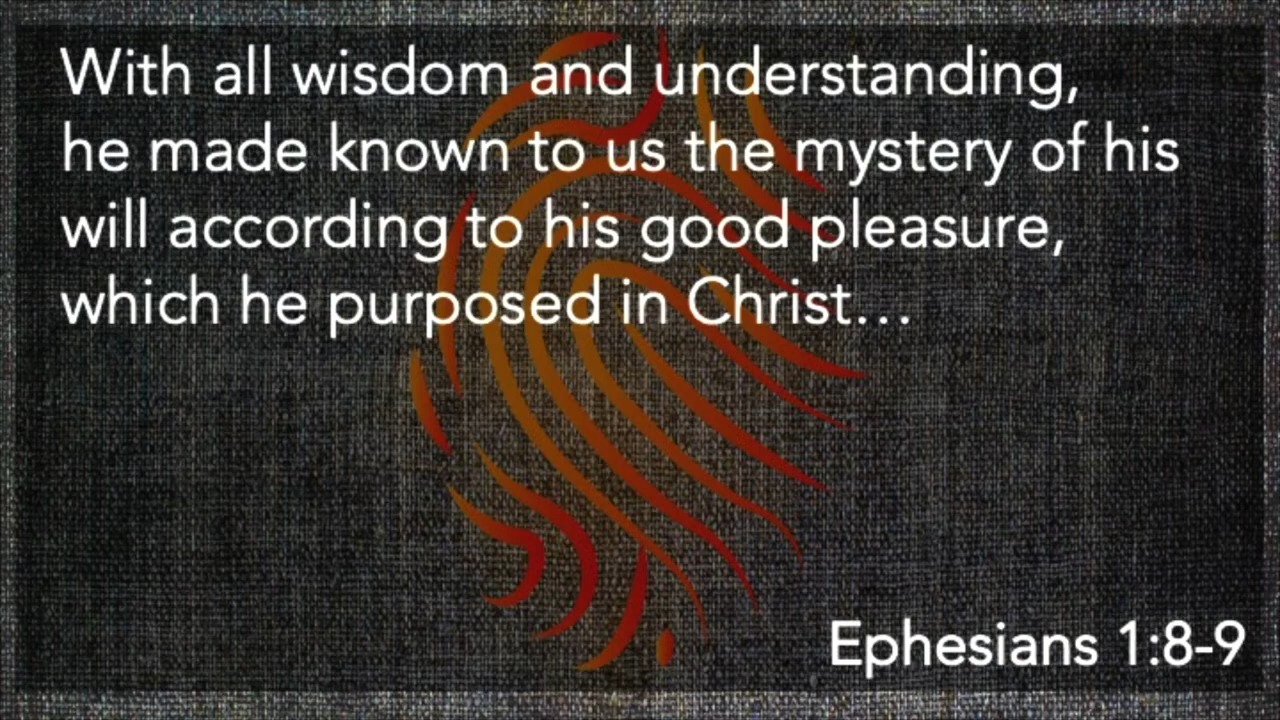 With all wisdom and understanding,
he made known to us the mystery of his
will according to his good pleasure,
which he purposed in Christ…
Ephesians 1:8-9